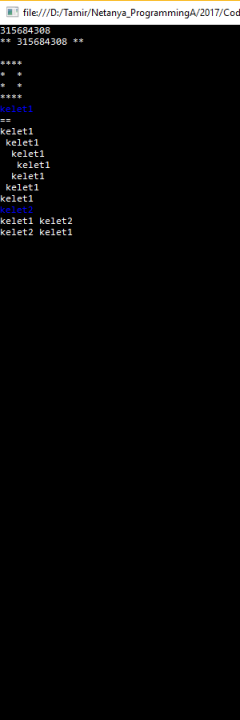 file:///D:/Tamir/Netanya_ProgrammingA/2017/Cod
315684308
** 315684308 **
****
*  *
*  *
****
kelet1
==
kelet1
 kelet1
  kelet1
   kelet1
  kelet1
 kelet1
kelet1
kelet2
kelet1 kelet2
kelet2 kelet1